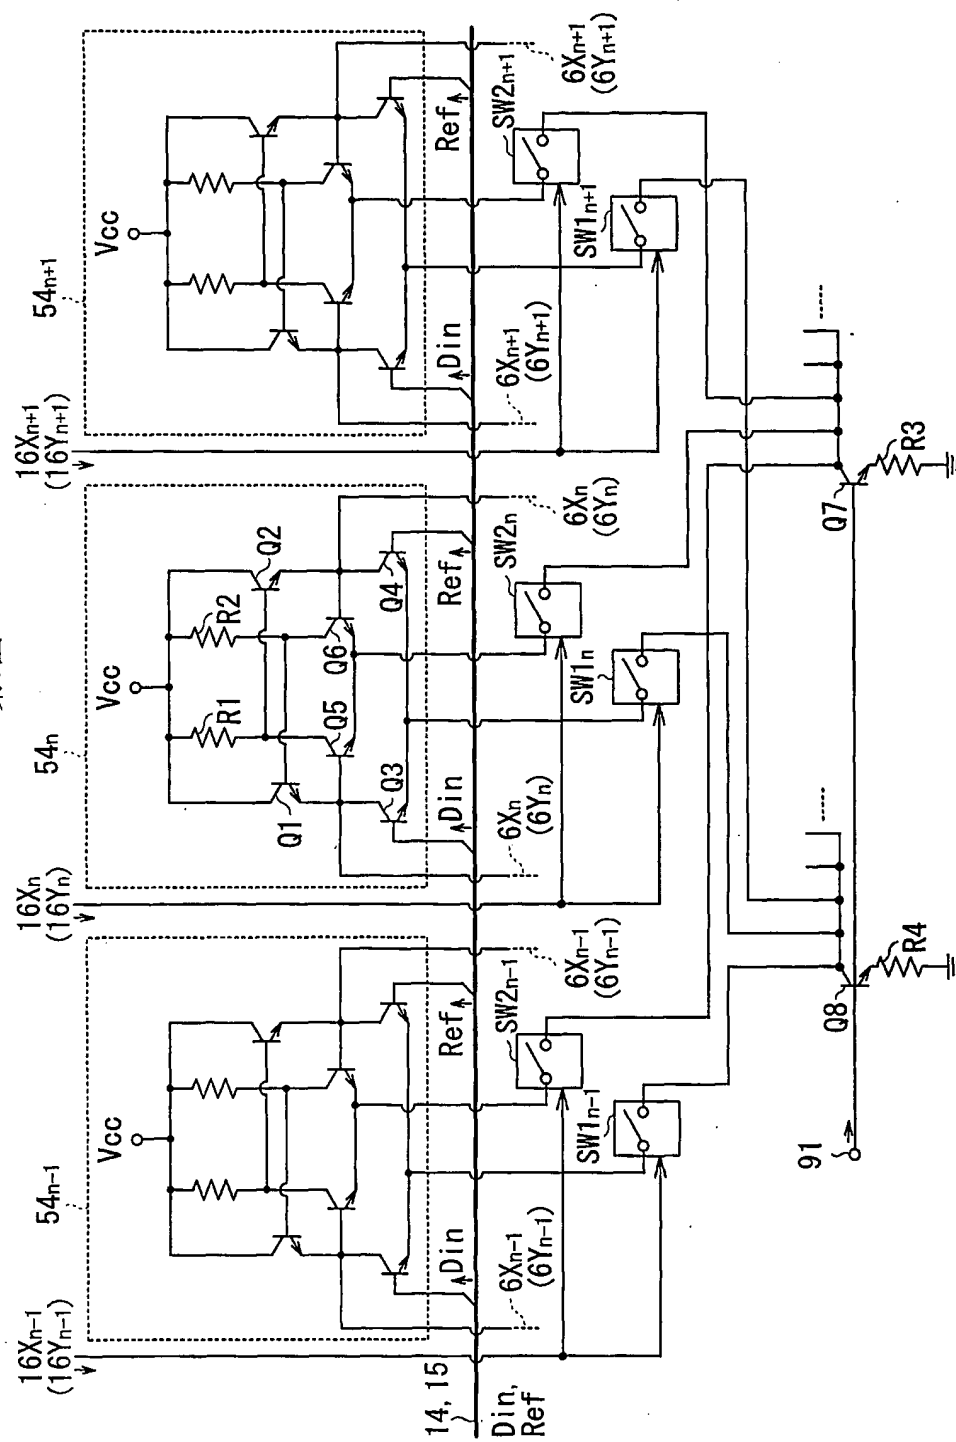 16Xn-1
(16Yn-1)
16Xn
(16Yn)
16Xn+1
(16Yn+1)
54n-1
54n
54n+1
Vcc
Vcc
Vcc
R1
R2
Q1
Q2
Q5
Q6
Q3
Q4
14, 15
Din,
Ref
Din
Ref
Din
Ref
Din
Ref
6Xn-1
(6Yn-1)
6Xn-1
(6Yn-1)
6Xn
(6Yn)
6Xn
(6Yn)
6Xn+1
(6Yn+1)
6Xn+1
(6Yn+1)
SW2n-1
SW2n
SW2n+1
SW1n-1
SW1n
SW1n+1
91
Q8
R4
Q7
R3